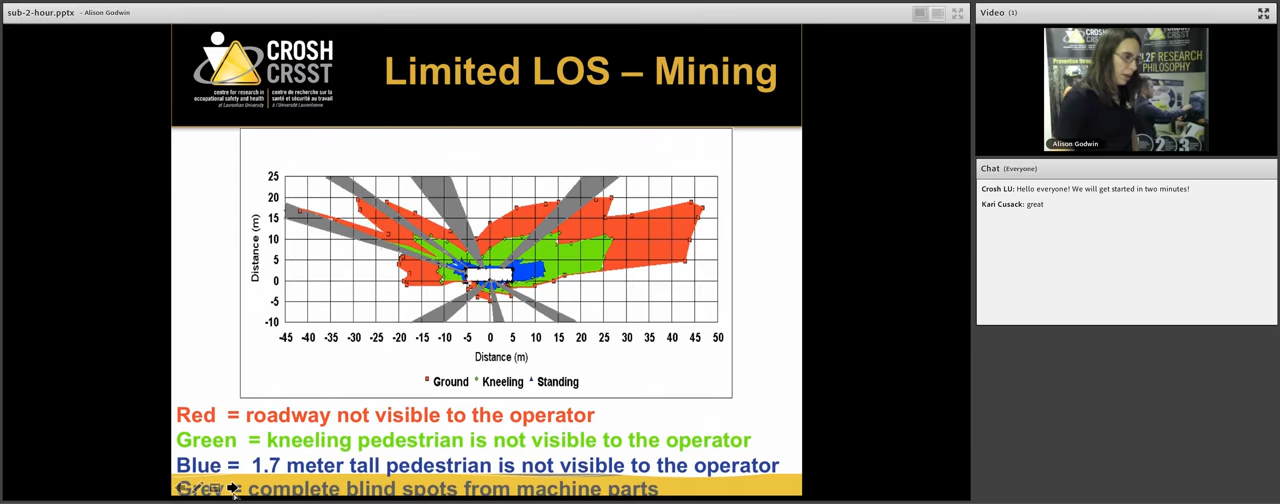 sub-2-hour.pptx - Alison Godwin
CROSH
CRSST
centre for research in occupational safety and health
at Laurentian University
centre de recherche sur la santé et sécurité au travail
à l'Université Laurentienne
Limited LOS – Mining
25
20
15
10
5
0
-5
-10
Distance (m)
-45 -40 -35 -30 -25 -20 -15 -10 -5 0 5 10 15 20 25 30 35 40 45 50
Distance (m)
Ground Kneeling Standing
Red = roadway not visible to the operator
Green = kneeling pedestrian is not visible to the operator
Blue = 1.7 meter tall pedestrian is not visible to the operator
Grey = complete blind spots from machine parts
Video (1)
RESEARCH
PHILOSOPHY
1 2 3
Alison Godwin
Chat (Everyone)
Crosh LU: Hello everyone! We will get started in two minutes!
Kari Cusack: great